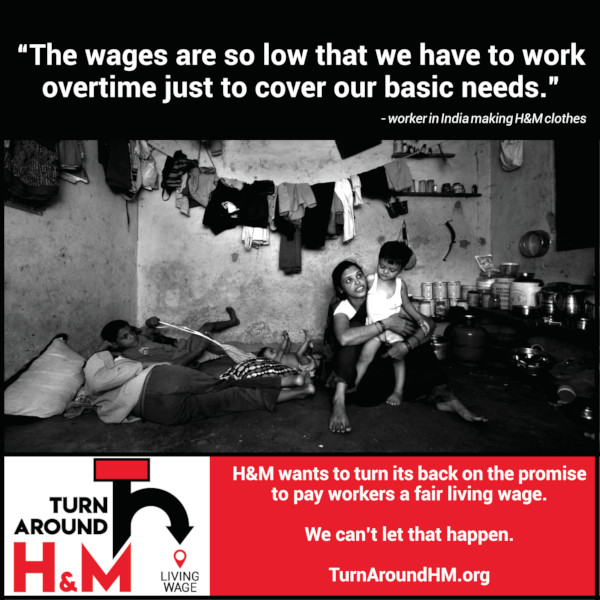 “The wages are so low that we have to work
overtime just to cover our basic needs.”
- worker in India making H&M clothes
TURN
AROUND
H&M
LIVING
WAGE
H&M wants to turn its back on the promise
to pay workers a fair living wage.
We can’t let that happen.
TurnAroundHM.org